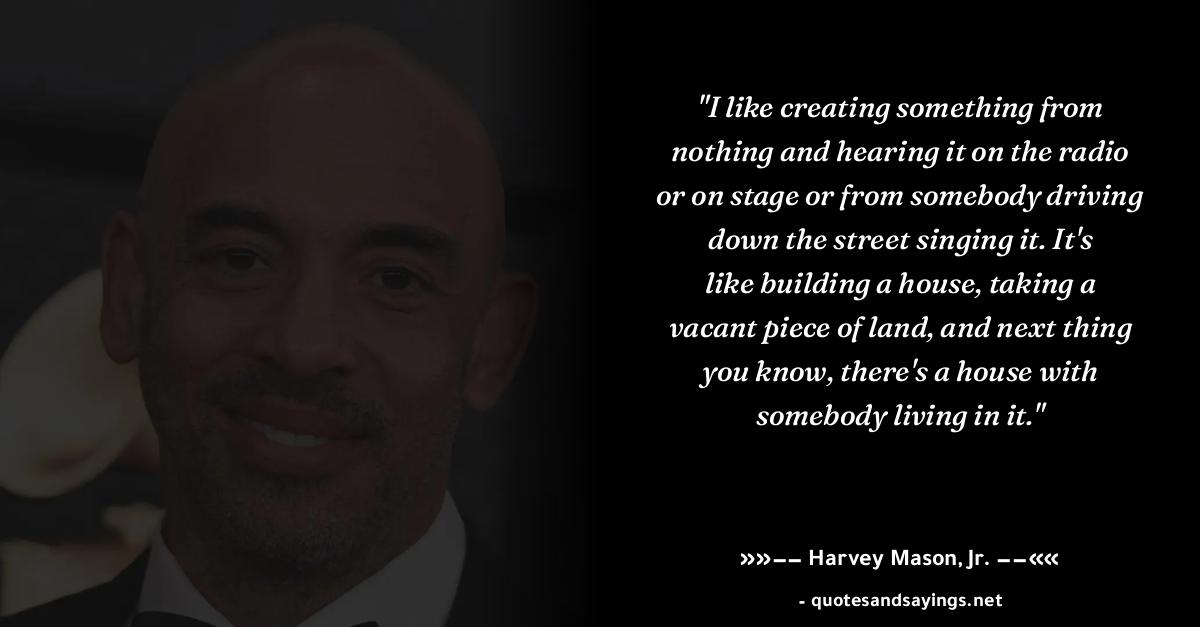 "I like creating something from
nothing and hearing it on the radio
or on stage or from somebody driving
down the street singing it. It's
like building a house, taking a
vacant piece of land, and next thing
you know, there's a house with
somebody living in it."
»»−− Harvey Mason, Jr. −−««
- quotesandsayings.net